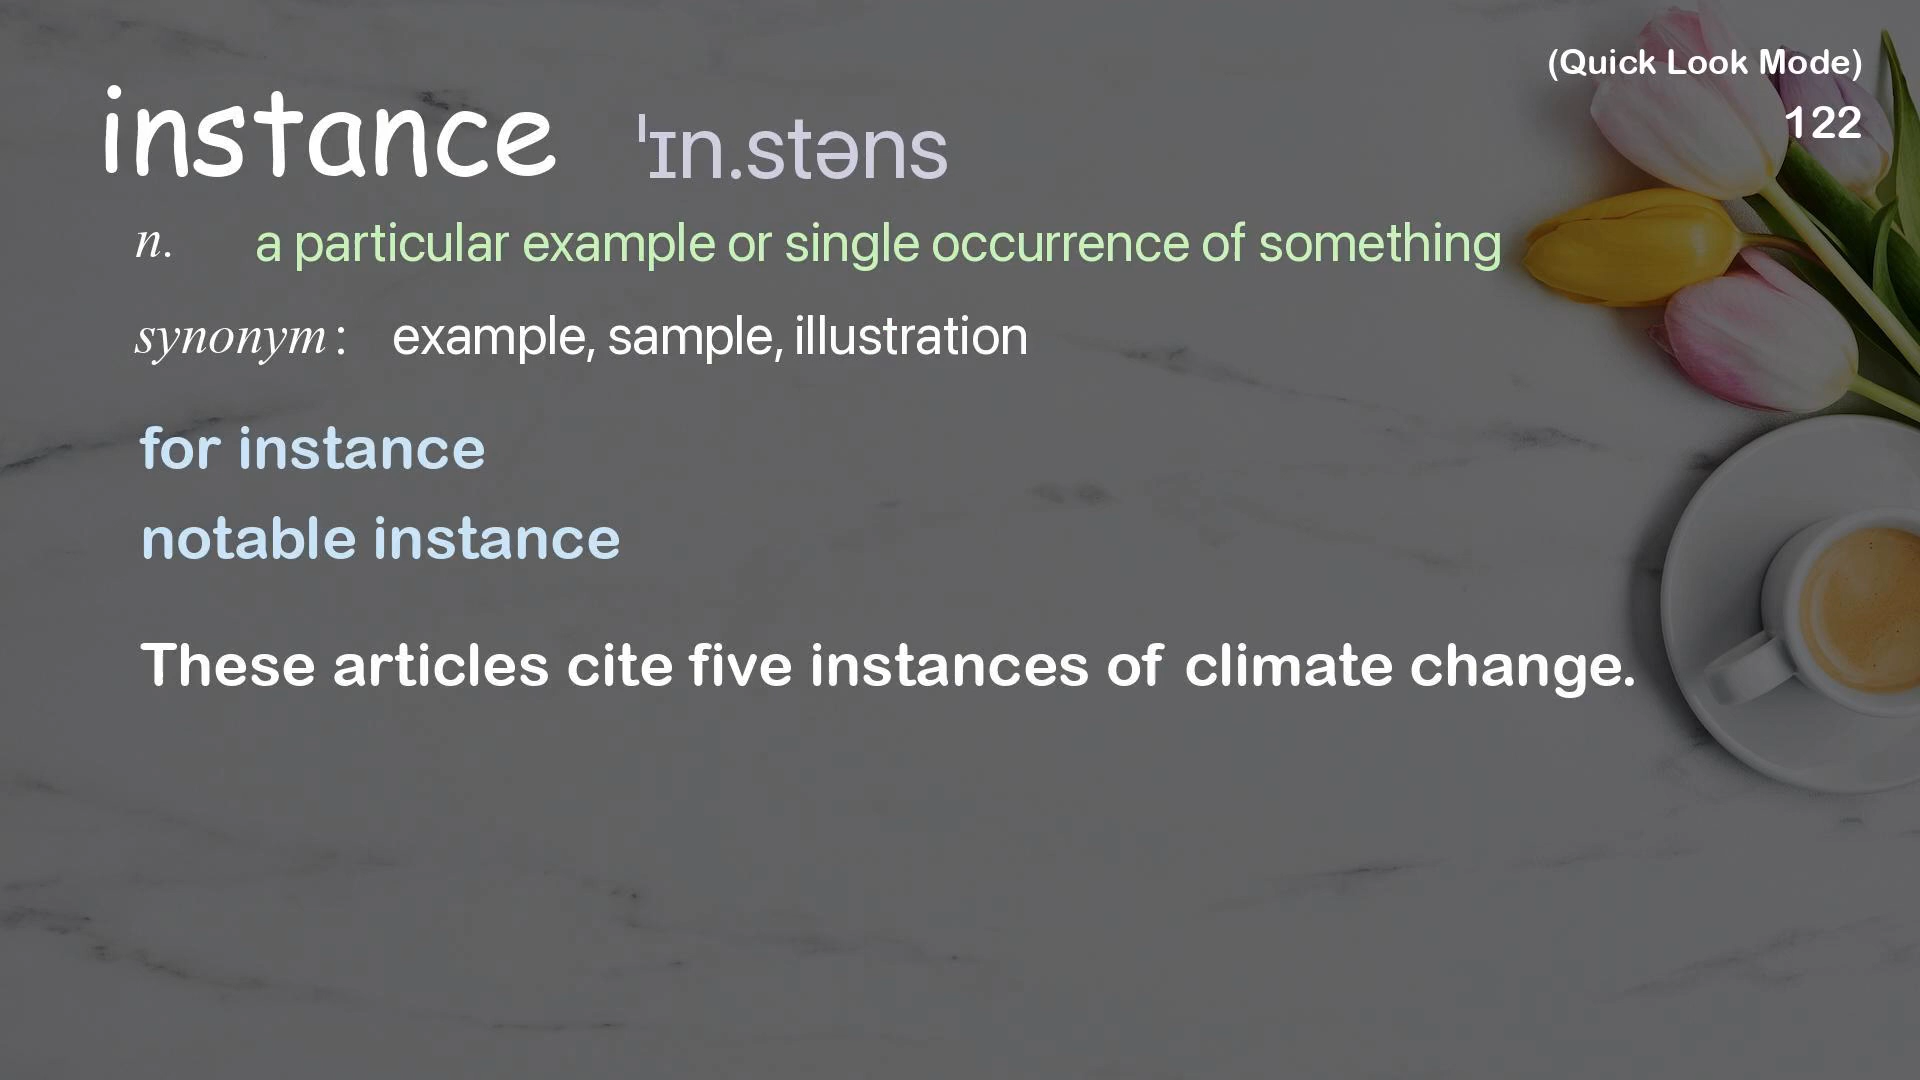 (Quick Look Mode)
122
instance ˈɪn.stəns
n. a particular example or single occurrence of something
synonym: example, sample, illustration
for instance
notable instance
These articles cite five instances of climate change.